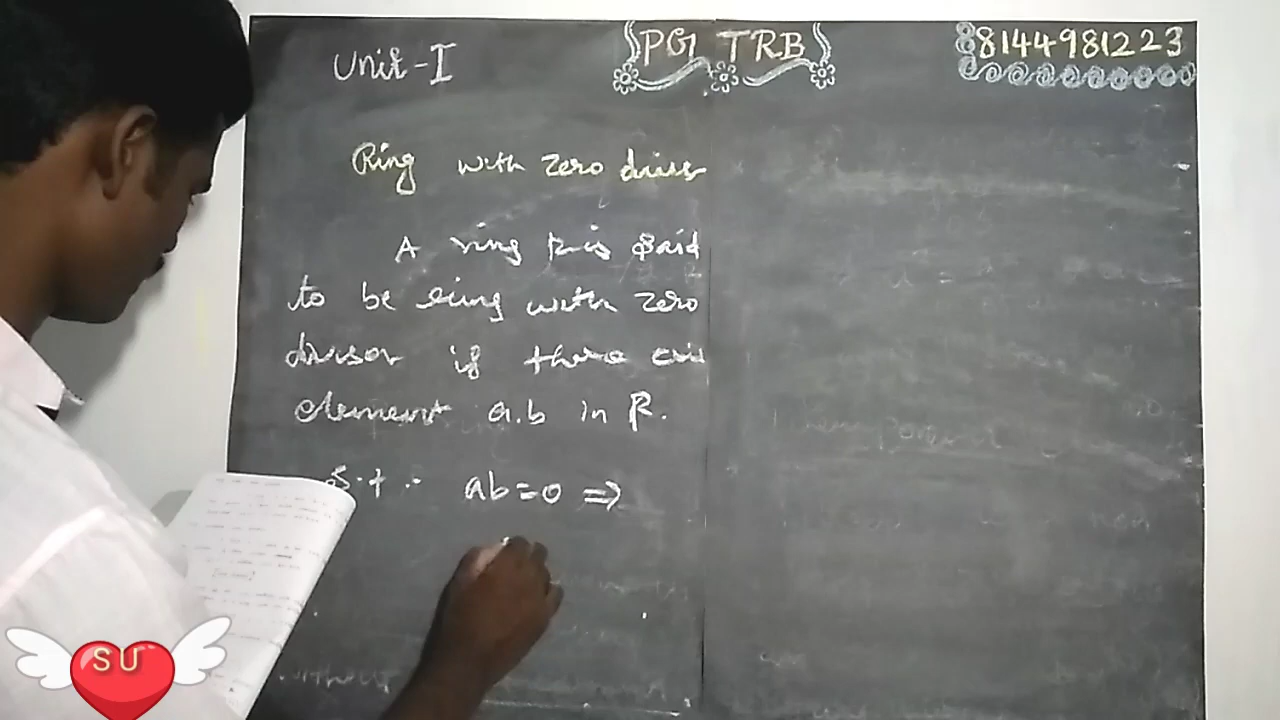 Unit-I
PG TRB
8144981223
Ring with zero divisor
A ring R is said
to be ring with zero
divisor if there exis
element a.b in R.
S.t ab=0 ⇒
SU